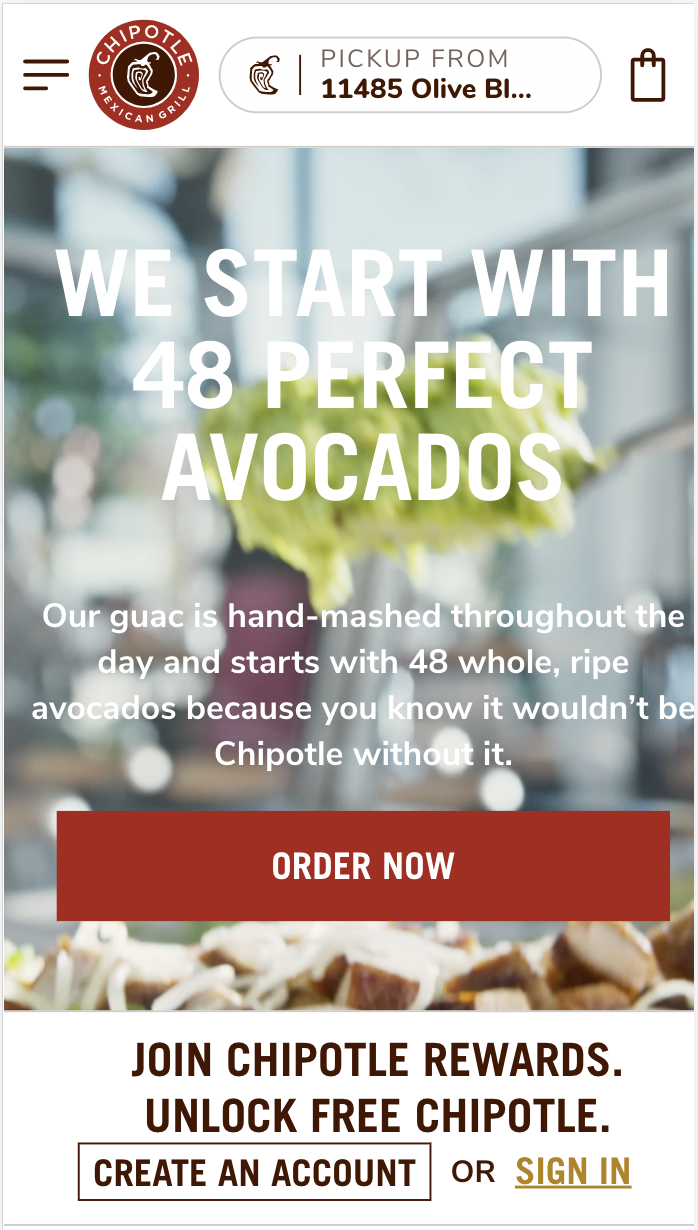 CHIPOTLE
MEXICAN GRILL
PICKUP FROM
11485 Olive Bl...
WE START WITH
48 PERFECT
AVOCADOS
Our guac is hand-mashed throughout the
day and starts with 48 whole, ripe
avocados because you know it wouldn’t be
Chipotle without it.
ORDER NOW
JOIN CHIPOTLE REWARDS.
UNLOCK FREE CHIPOTLE.
CREATE AN ACCOUNT OR SIGN IN